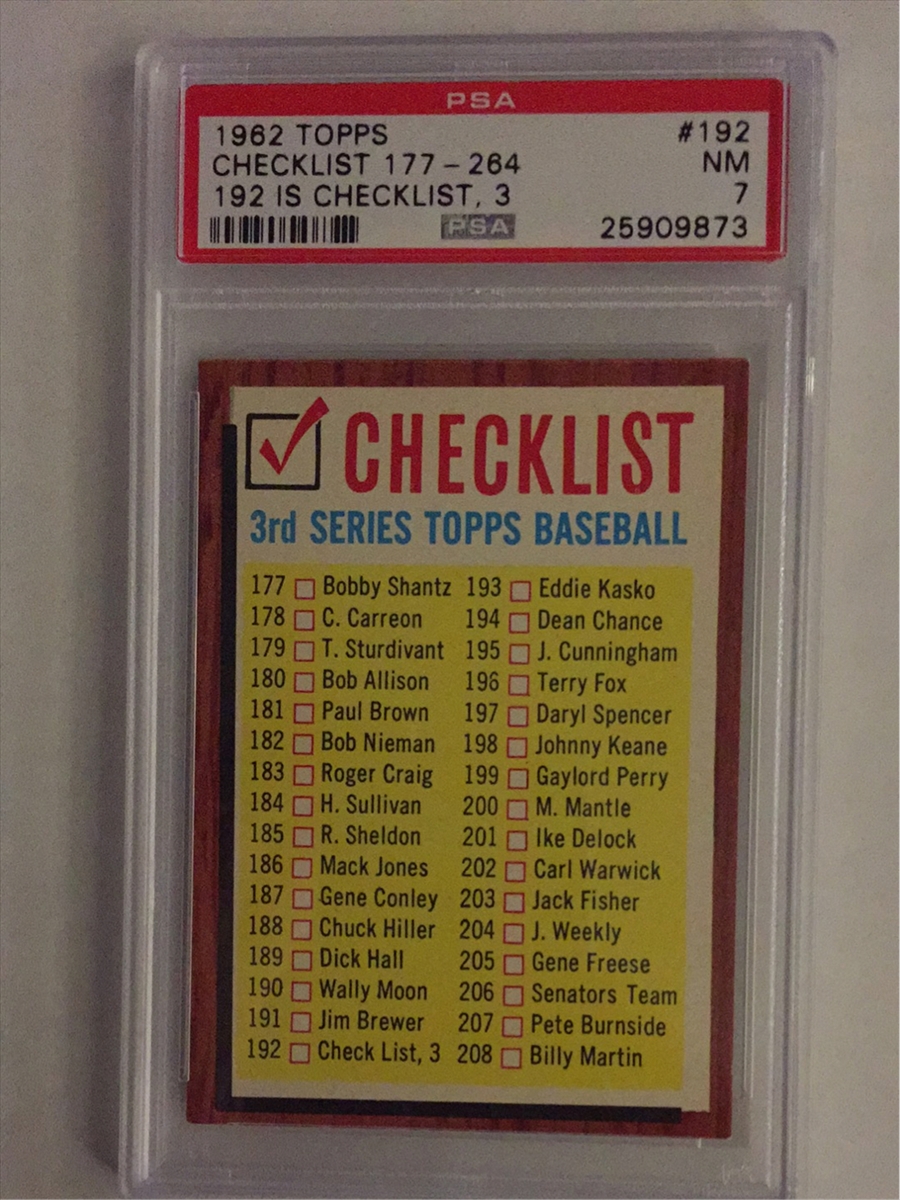 PSA
1962 TOPPS #192
CHECKLIST 177-264 NM
192 IS CHECKLIST, 3 7
PSA 25909873
CHECKLIST
3rd SERIES TOPPS BASEBALL
177 Bobby Shantz 193 Eddie Kasko
178 C. Carreon 194 Dean Chance
179 T. Sturdivant 195 J. Cunningham
180 Bob Allison 196 Terry Fox
181 Paul Brown 197 Daryl Spencer
182 Bob Nieman 198 Johnny Keane
183 Roger Craig 199 Gaylord Perry
184 H. Sullivan 200 M. Mantle
185 R. Sheldon 201 Ike Delock
186 Mack Jones 202 Carl Warwick
187 Gene Conley 203 Jack Fisher
188 Chuck Hiller 204 J. Weekly
189 Dick Hall 205 Gene Freese
190 Wally Moon 206 Senators Team
191 Jim Brewer 207 Pete Burnside
192 Check List, 3 208 Billy Martin